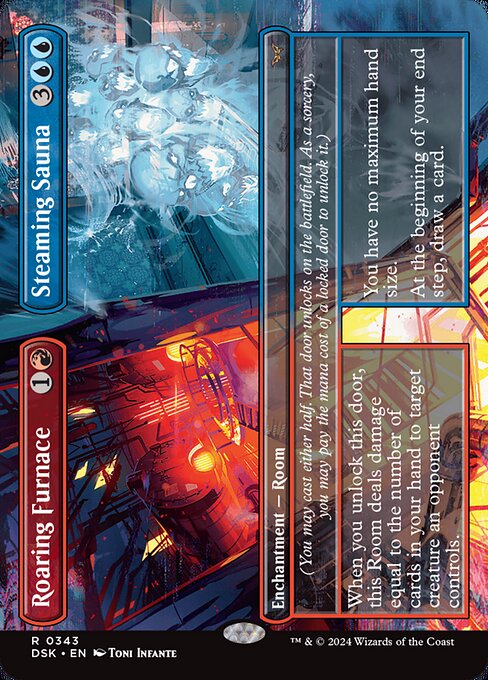 Roaring Furnace 1
Steaming Sauna 3
Enchantment — Room
(You may cast either half. That door unlocks on the battlefield. As a sorcery,
you may pay the mana cost of a locked door to unlock it.)
When you unlock this door,
this Room deals damage
equal to the number of
cards in your hand to target
creature an opponent
controls.
You have no maximum hand
size.
At the beginning of your end
step, draw a card.
R 0343
DSK • EN Toni Infante
™ & © 2024 Wizards of the Coast